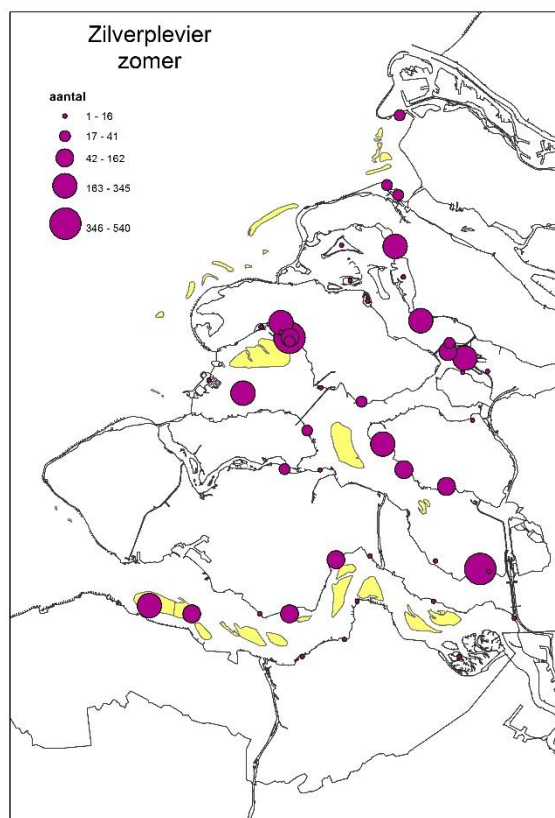 Zilverplevier
zomer
aantal
1 - 16
17 - 41
42 - 162
163 - 345
346 - 540